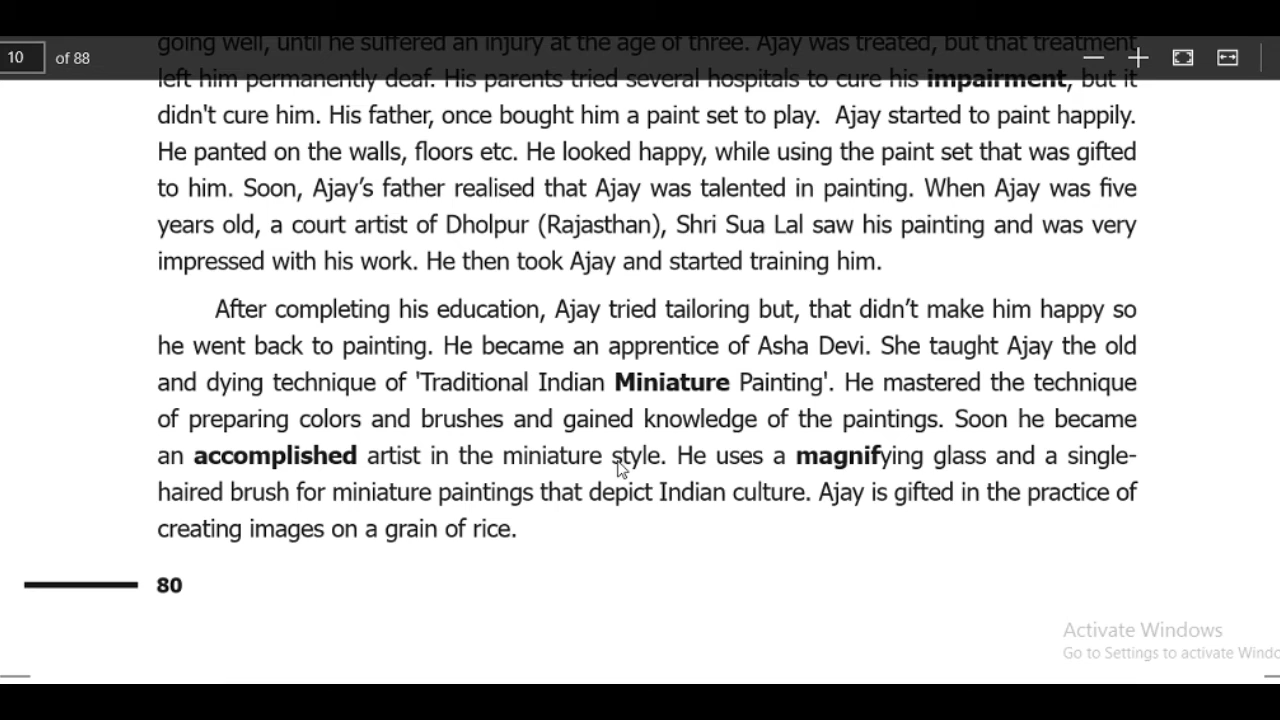 going well, until he suffered an injury at the age of three. Ajay was treated, but that treatment
10 of 88
left him permanently deaf. His parents tried several hospitals to cure his impairment, but it
didn't cure him. His father, once bought him a paint set to play. Ajay started to paint happily.
He panted on the walls, floors etc. He looked happy, while using the paint set that was gifted
to him. Soon, Ajay’s father realised that Ajay was talented in painting. When Ajay was five
years old, a court artist of Dholpur (Rajasthan), Shri Sua Lal saw his painting and was very
impressed with his work. He then took Ajay and started training him.
After completing his education, Ajay tried tailoring but, that didn’t make him happy so
he went back to painting. He became an apprentice of Asha Devi. She taught Ajay the old
and dying technique of 'Traditional Indian Miniature Painting'. He mastered the technique
of preparing colors and brushes and gained knowledge of the paintings. Soon he became
an accomplished artist in the miniature style. He uses a magnifying glass and a single-
haired brush for miniature paintings that depict Indian culture. Ajay is gifted in the practice of
creating images on a grain of rice.
80
Activate Windows
Go to Settings to activate Windo